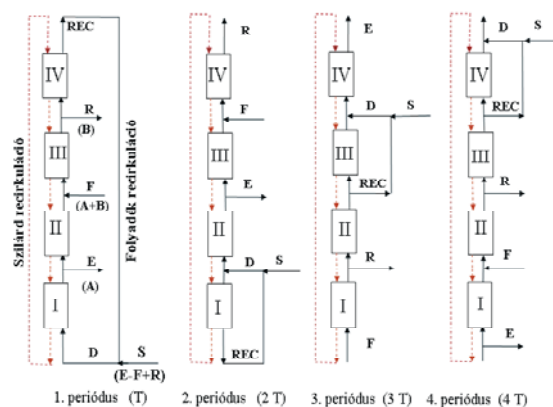 REC
IV
R
(B)
III
F
(A+B)
II
E
(A)
I
D
S
(E-F+R)
Szilárd recirkuláció
Folyadék recirkuláció
1. periódus (T)
R
IV
F
III
E
II
D
S
I
REC
2. periódus (2 T)
E
IV
D
S
III
REC
II
R
I
F
3. periódus (3 T)
D
S
IV
REC
III
R
II
F
I
E
4. periódus (4 T)